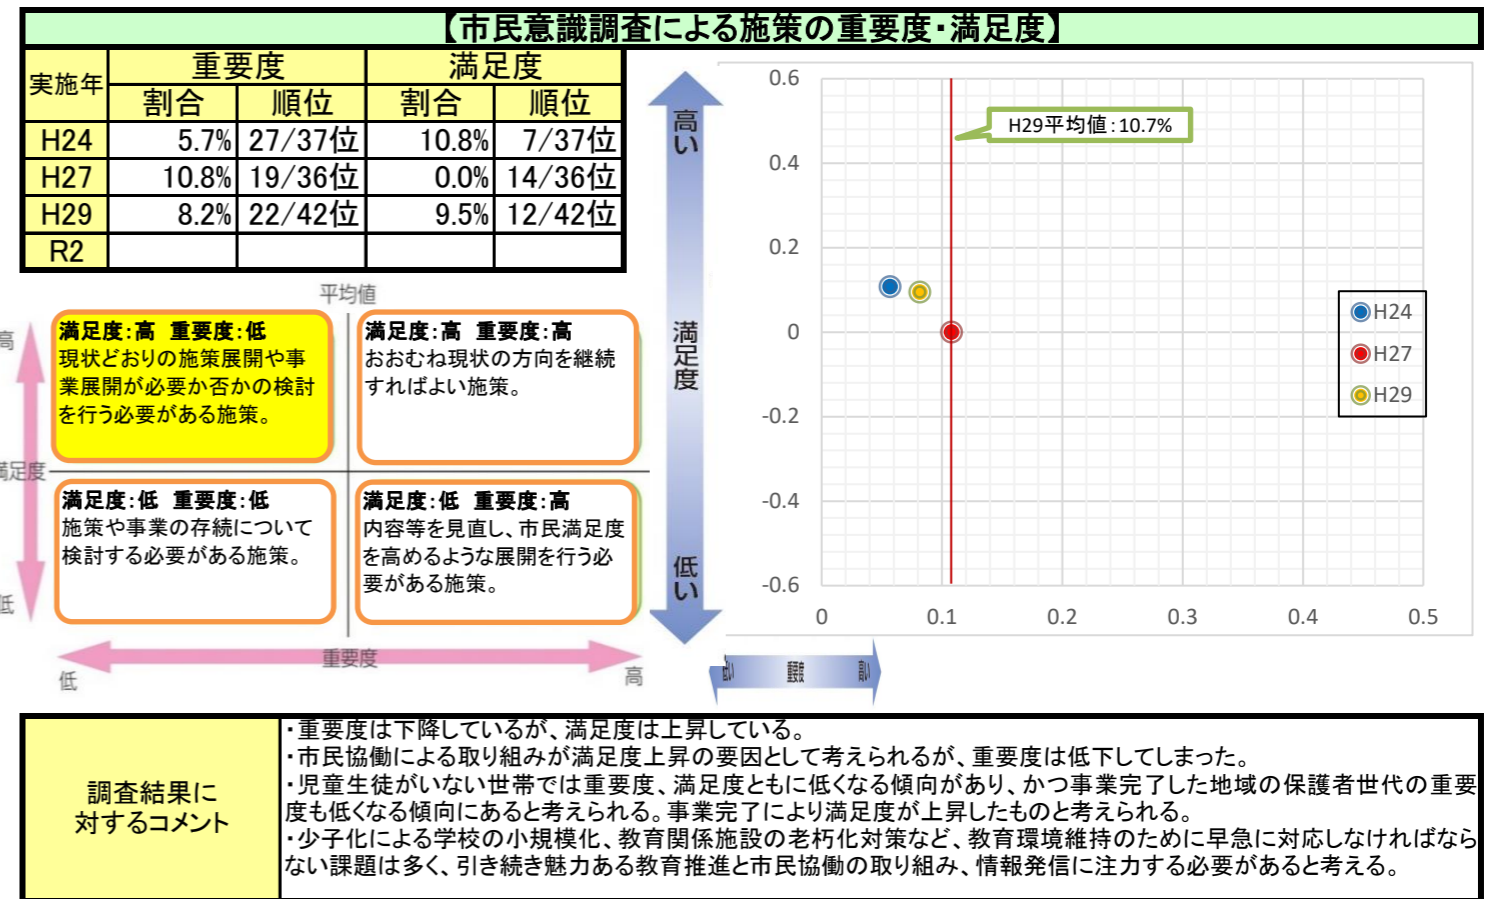 【市民意識調査による施策の重要度・満足度】
実施年 重要度 満足度
割合 順位 割合 順位
H24 5.7% 27/37位 10.8% 7/37位
H27 10.8% 19/36位 0.0% 14/36位
H29 8.2% 22/42位 9.5% 12/42位
R2
平均値
高
満足度:高 重要度:低
現状どおりの施策展開や事
業展開が必要か否かの検討
を行う必要がある施策。
満足度:高 重要度:高
おおむね現状の方向を継続
すればよい施策。
満足度
満足度:低 重要度:低
施策や事業の存続について
検討する必要がある施策。
満足度:低 重要度:高
内容等を見直し、市民満足度
を高めるような展開を行う必
要がある施策。
低
重要度
低
高
高い
満足度
低い
0.6
0.4
0.2
0
-0.2
-0.4
-0.6
0 0.1 0.2 0.3 0.4 0.5
H29平均値:10.7%
H24
H27
H29
低い 重要度 高い
調査結果に
対するコメント
・重要度は下降しているが、満足度は上昇している。
・市民協働による取り組みが満足度上昇の要因として考えられるが、重要度は低下してしまった。
・児童生徒がいない世帯では重要度、満足度ともに低くなる傾向があり、かつ事業完了した地域の保護者世代の重要
度も低くなる傾向にあると考えられる。事業完了により満足度が上昇したものと考えられる。
・少子化による学校の小規模化、教育関係施設の老朽化対策など、教育環境維持のために早急に対応しなければなら
ない課題は多く、引き続き魅力ある教育推進と市民協働の取り組み、情報発信に注力する必要があると考える。